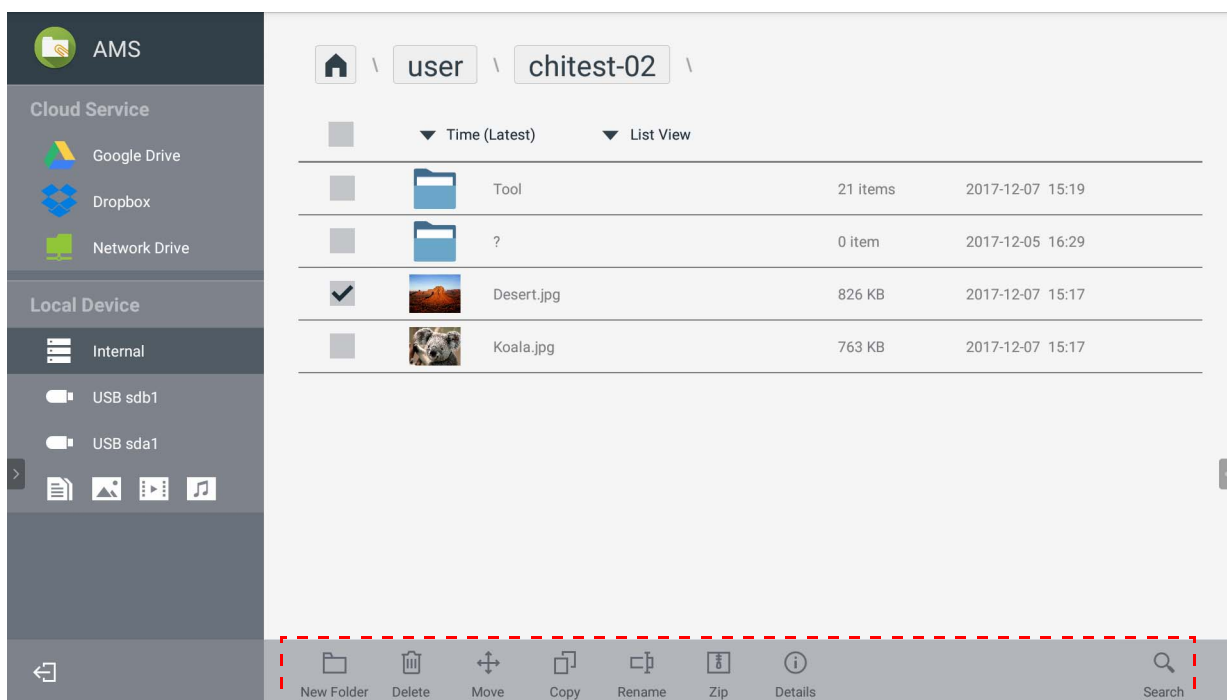 AMS
Cloud Service
Google Drive
Dropbox
Network Drive
Local Device
Internal
USB sdb1
USB sda1
\ user \ chitest-02 \
Time (Latest) List View
Tool 21 items 2017-12-07 15:19
? 0 item 2017-12-05 16:29
Desert.jpg 826 KB 2017-12-07 15:17
Koala.jpg 763 KB 2017-12-07 15:17
New Folder Delete Move Copy Rename Zip Details Search